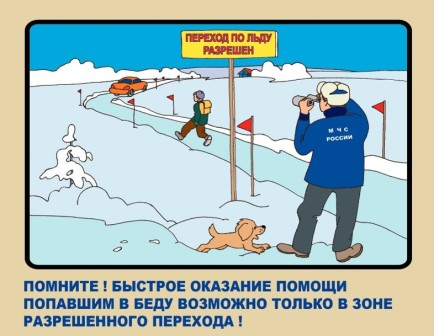 ПЕРЕХОД ПО ЛЬДУ
РАЗРЕШЕН
М Ч С
РОССИИ
ПОМНИТЕ ! БЫСТРОЕ ОКАЗАНИЕ ПОМОЩИ
ПОПАВШИМ В БЕДУ ВОЗМОЖНО ТОЛЬКО В ЗОНЕ
РАЗРЕШЕННОГО ПЕРЕХОДА !